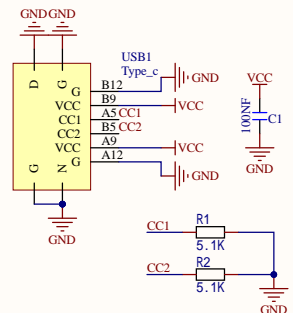 GND GND
USB1
Type_c
D G
B12
G GND
B9
VCC VCC
VCC
A5
CC1 CC1
100NF C1
B5
CC2 CC2
A9
VCC VCC
A12
G GND
GND
G N
GND
CC1 R1
5.1K
CC2 R2
5.1K
GND